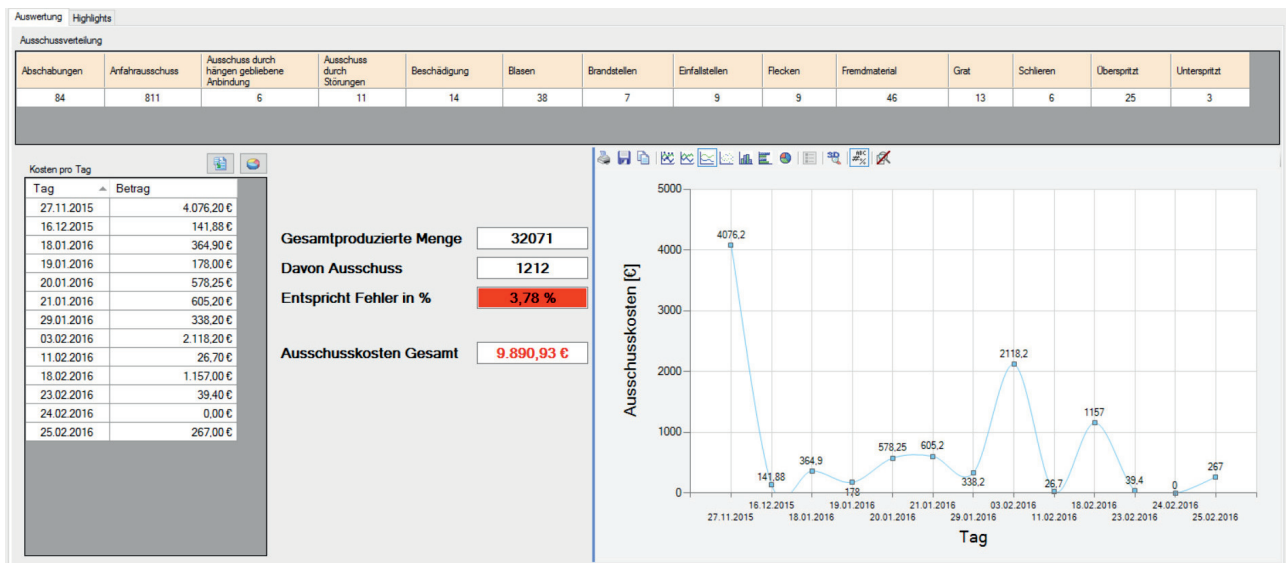 Auswertung Highlights
Ausschussverteilung
Abschabungen Anfahrausschuss Ausschuss durch hängen gebliebene Anbindung Ausschuss durch Störungen Beschädigung Blasen Brandstellen Einfallstellen Flecken Fremdmaterial Grat Schlieren Überspritzt Unterspritzt
84 811 6 11 14 38 7 9 9 46 13 6 25 3
Kosten pro Tag
Tag Betrag
27.11.2015 4.076,20 €
16.12.2015 141,88 €
18.01.2016 364,90 €
19.01.2016 178,00 €
20.01.2016 578,25 €
21.01.2016 605,20 €
29.01.2016 338,20 €
03.02.2016 2.118,20 €
11.02.2016 26,70 €
18.02.2016 1.157,00 €
23.02.2016 39,40 €
24.02.2016 0,00 €
25.02.2016 267,00 €
Gesamtproduzierte Menge 32071
Davon Ausschuss 1212
Entspricht Fehler in % 3,78 %
Ausschusskosten Gesamt 9.890,93 €
3D ABC #%
Ausschusskosten [€]
5000
4000
3000
2000
1000
0
4076,2
141,88
364,9
178
578,25
605,2
338,2
2118,2
26,7
1157
39,4
0
267
16.12.2015 19.01.2016 21.01.2016 03.02.2016 18.02.2016 24.02.2016
27.11.2015 18.01.2016 20.01.2016 29.01.2016 11.02.2016 23.02.2016 25.02.2016
Tag